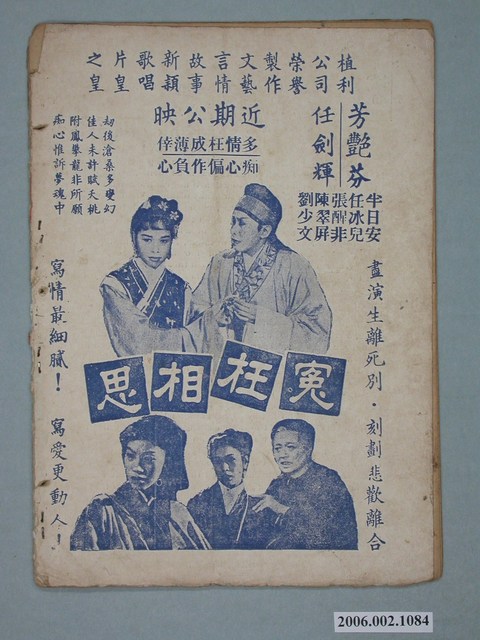 植利公司榮譽製作文藝言情故事新穎歌唱片皇之皇
芳艷芬
任劍輝
半日安
任冰兒
張醒非
陳翠屏
劉少文
近期公映
多情枉成薄倖
痴心偏作負心
劫後滄桑多變幻
佳人未許賦夭桃
附鳳攀龍非所願
痴心惟訴夢魂中
盡演生離死別．刻劃悲歡離合
冤枉相思
寫情最細膩！ 寫愛更動人！
2006.002.1084